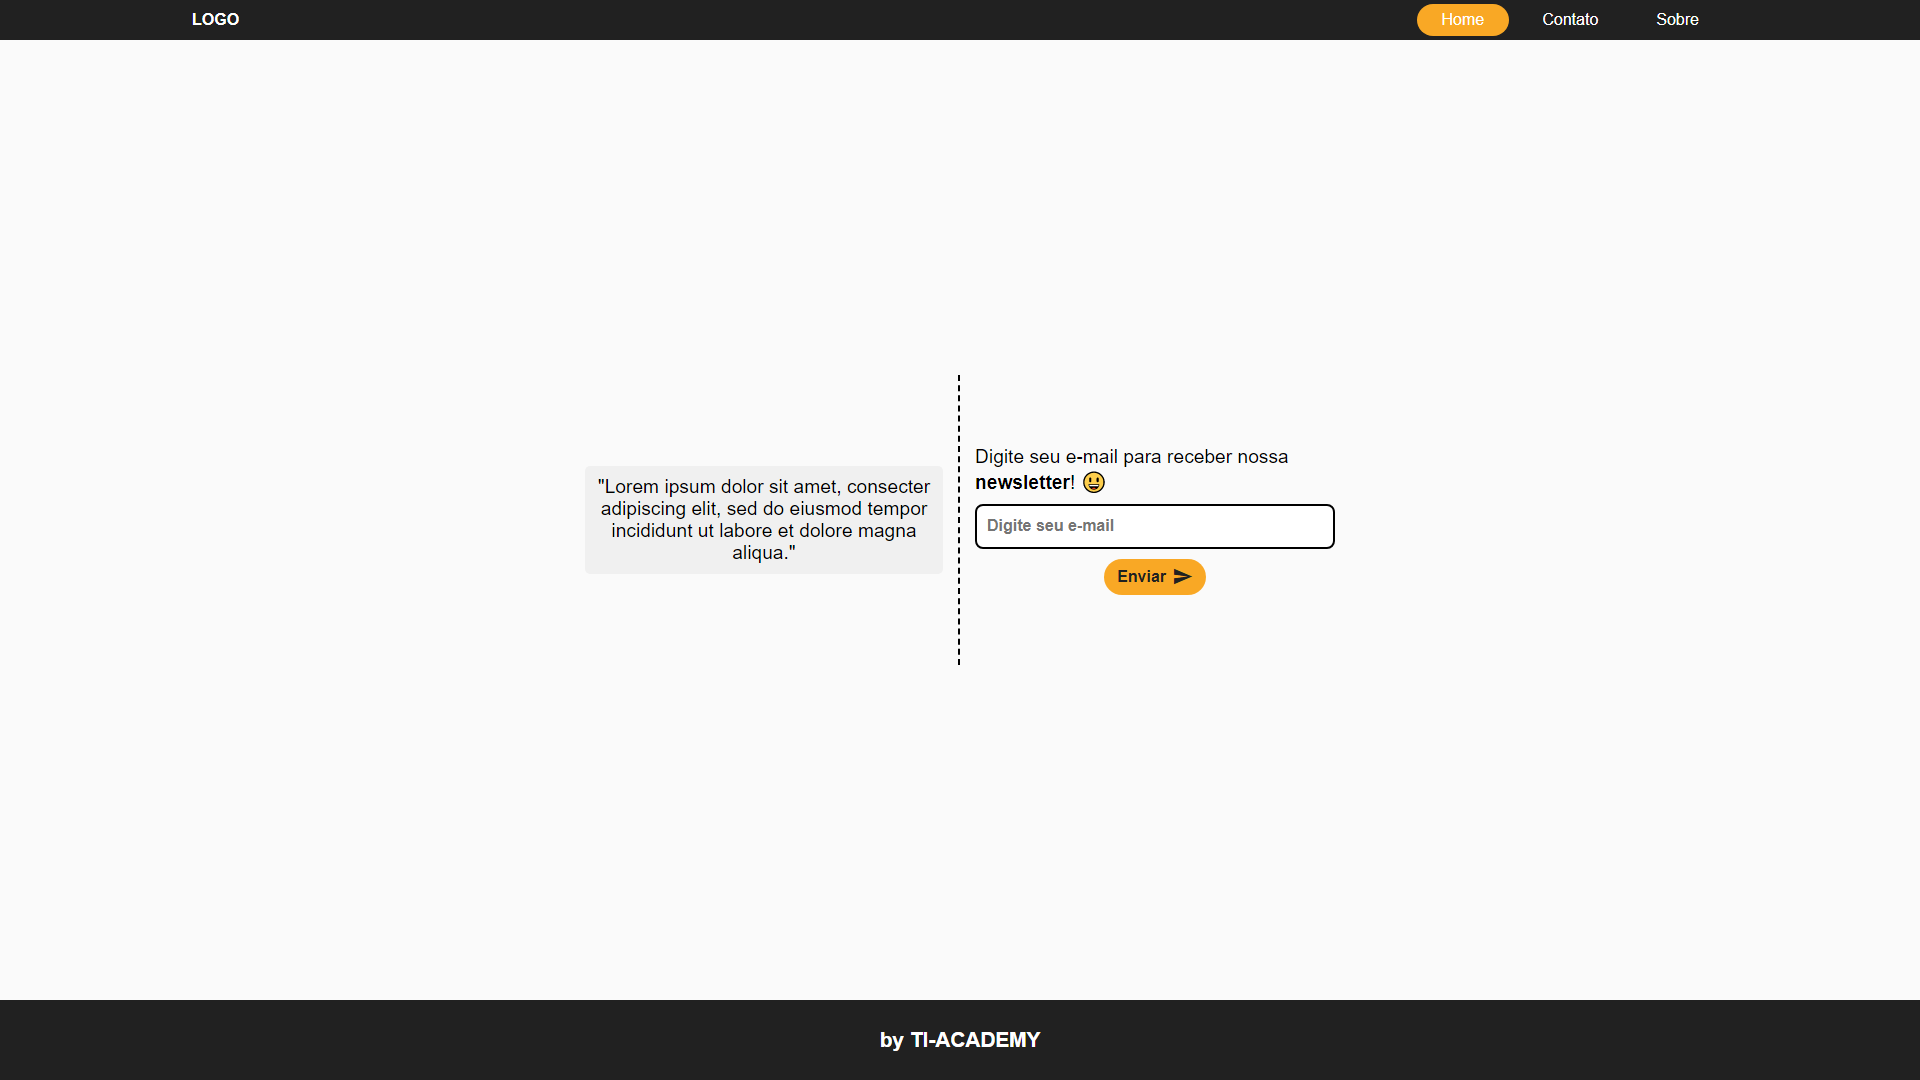 LOGO
Home
Contato
Sobre
"Lorem ipsum dolor sit amet, consecter
adipiscing elit, sed do eiusmod tempor
incididunt ut labore et dolore magna
aliqua."
Digite seu e-mail para receber nossa
newsletter! 😃
Digite seu e-mail
Enviar
by TI-ACADEMY